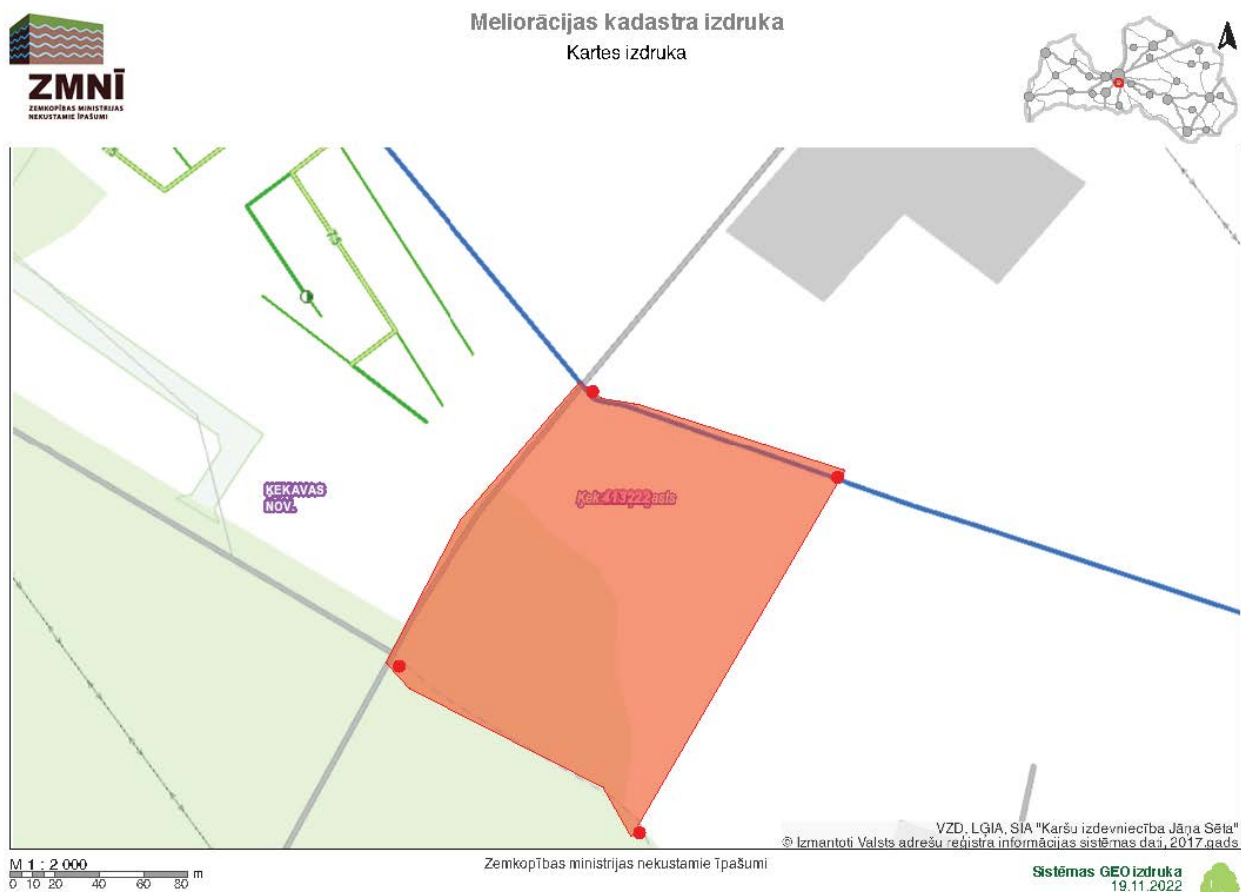 Meliorācijas kadastra izdruka
Kartes izdruka
ZMNĪ
ZEMKOPĪBAS MINISTRIJAS
NEKUSTAMIE ĪPAŠUMI
75
ĶEKAVAS
NOV.
VZD, LĢIA, SIA "Karšu izdevniecība Jāņa Sēta"
© Izmantoti Valsts adrešu reģistra informācijas sistēmas dati, 2017.gads
M 1 : 2 000
0 10 20 40 60 80 m
Zemkopības ministrijas nekustamie īpašumi
Sistēmas GEO izdruka
19.11.2022